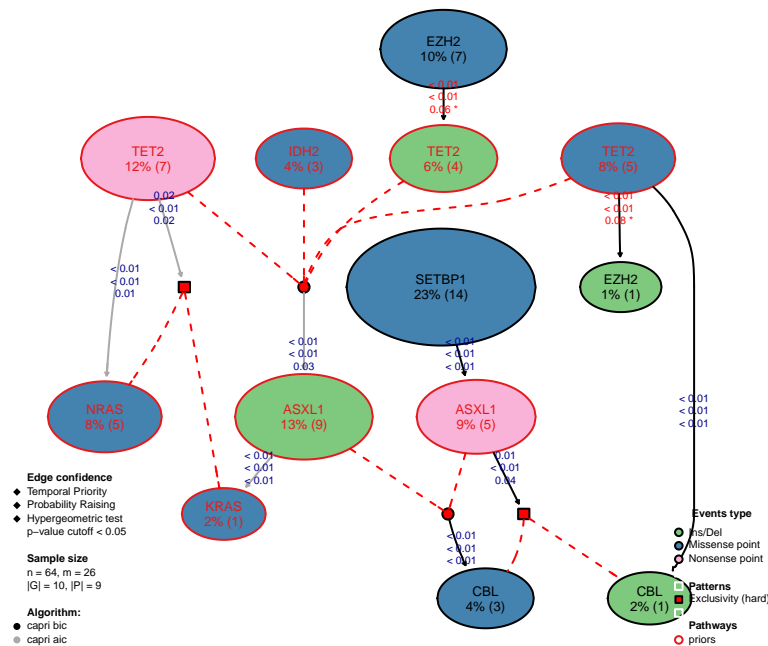 EZH2
10% (7)
< 0.01
< 0.01
0.06 *
TET2
12% (7)
IDH2
4% (3)
TET2
6% (4)
TET2
8% (5)
0.02
< 0.01
0.02
< 0.01
< 0.01
0.08 *
< 0.01
< 0.01
0.01
SETBP1
23% (14)
EZH2
1% (1)
< 0.01
< 0.01
0.03
< 0.01
< 0.01
< 0.01
NRAS
8% (5)
ASXL1
13% (9)
ASXL1
9% (5)
< 0.01
< 0.01
< 0.01
< 0.01
< 0.01
< 0.01
0.01
< 0.01
0.04
KRAS
2% (1)
< 0.01
< 0.01
< 0.01
CBL
4% (3)
CBL
2% (1)
Edge confidence
Temporal Priority
Probability Raising
Hypergeometric test
p−value cutoff < 0.05
Sample size
n = 64, m = 26
|G| = 10, |P| = 9
Algorithm:
capri bic
capri aic
Events type
Ins/Del
Missense point
Nonsense point
Patterns
Exclusivity (hard)
Pathways
priors